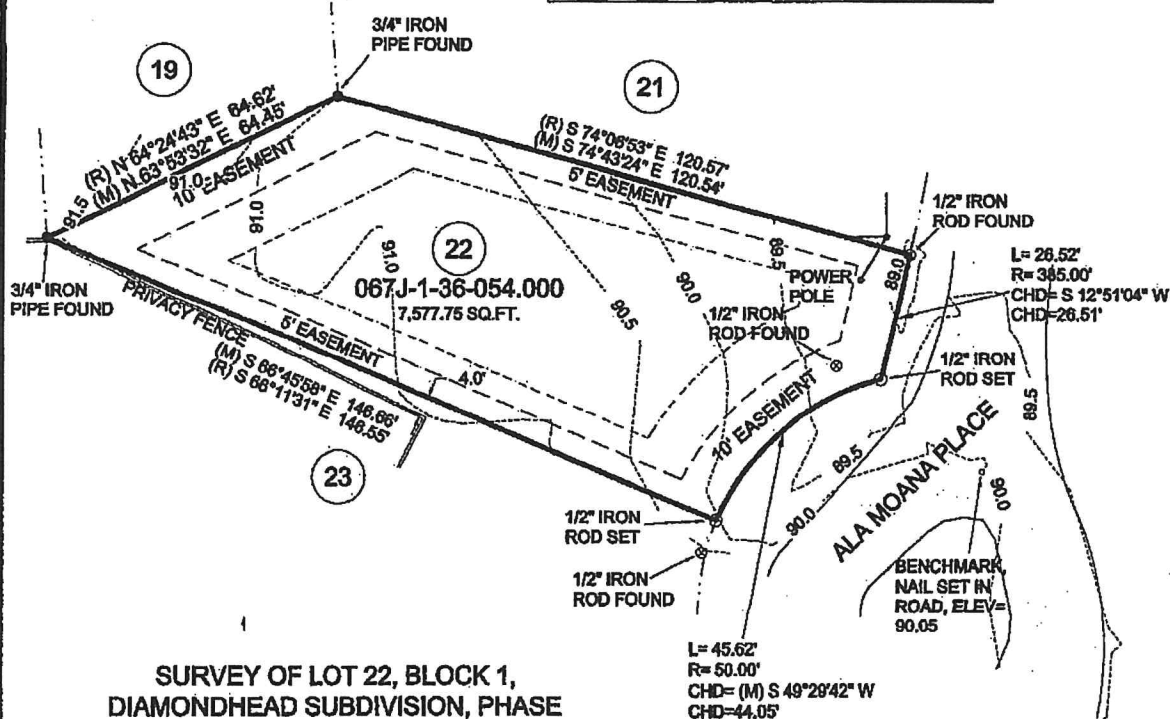 3/4" IRON
PIPE FOUND
19
21
(R) N 64°24'43" E 64.62'
(M) N 63°53'32" E 64.45'
91.0
10' EASEMENT
91.5
(R) S 74°06'53" E 120.57'
(M) S 74°43'24" E 120.54'
5' EASEMENT
1/2" IRON
ROD FOUND
91.0
91.0
22
067J-1-36-054.000
7,577.75 SQ.FT.
90.5
90.0
89.5
POWER
POLE
89.0
L= 26.52'
R= 385.00'
CHD= S 12°51'04" W
CHD=26.51'
3/4" IRON
PIPE FOUND
PRIVACY FENCE
5' EASEMENT
(M) S 66°45'58" E 146.66'
(R) S 66°11'31" E 146.55'
4.0'
1/2" IRON
ROD FOUND
1/2" IRON
ROD SET
10' EASEMENT
89.5
89.5
90.0
ALA MOANA PLACE
90.0
23
1/2" IRON
ROD SET
1/2" IRON
ROD FOUND
BENCHMARK,
NAIL SET IN
ROAD, ELEV=
90.05
L= 45.62'
R= 50.00'
CHD= (M) S 49°29'42" W
CHD=44.05'
SURVEY OF LOT 22, BLOCK 1,
DIAMONDHEAD SUBDIVISION, PHASE